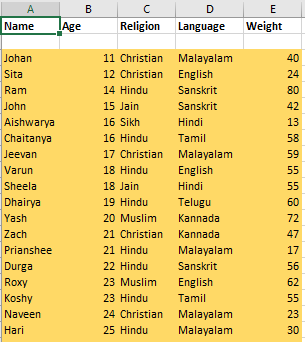 A B C D E
Name Age Religion Language Weight
Johan 11 Christian Malayalam 40
Sita 12 Christian English 24
Ram 14 Hindu Sanskrit 80
John 15 Jain Sanskrit 42
Aishwarya 16 Sikh Hindi 13
Chaitanya 16 Hindu Tamil 58
Jeevan 17 Christian Malayalam 59
Varun 18 Hindu English 55
Sheela 18 Jain Hindi 55
Dhairya 19 Hindu Telugu 60
Yash 20 Muslim Kannada 72
Zach 21 Christian Kannada 47
Prianshee 21 Hindu Malayalam 17
Durga 22 Hindu Sanskrit 56
Roxy 23 Muslim English 62
Koshy 23 Hindu Tamil 55
Naveen 24 Christian Malayalam 23
Hari 25 Hindu Malayalam 30